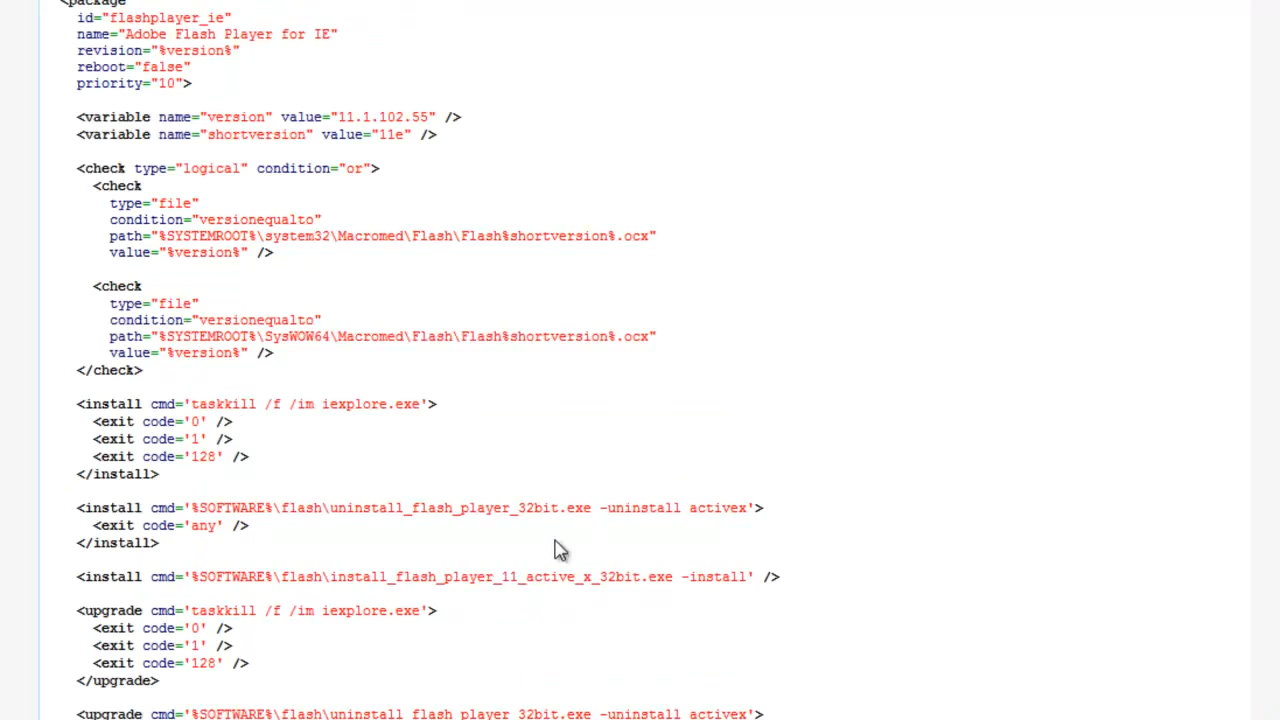 <package
id="flashplayer_ie"
name="Adobe Flash Player for IE"
revision="%version%"
reboot="false"
priority="10">
<variable name="version" value="11.1.102.55" />
<variable name="shortversion" value="11e" />
<check type="logical" condition="or">
<check
type="file"
condition="versionequalto"
path="%SYSTEMROOT%\system32\Macromed\Flash\Flash%shortversion%.ocx"
value="%version%" />
<check
type="file"
condition="versionequalto"
path="%SYSTEMROOT%\SysWOW64\Macromed\Flash\Flash%shortversion%.ocx"
value="%version%" />
</check>
<install cmd='taskkill /f /im iexplore.exe'>
<exit code='0' />
<exit code='1' />
<exit code='128' />
</install>
<install cmd='%SOFTWARE%\flash\uninstall_flash_player_32bit.exe -uninstall activex'>
<exit code='any' />
</install>
<install cmd='%SOFTWARE%\flash\install_flash_player_11_active_x_32bit.exe -install' />
<upgrade cmd='taskkill /f /im iexplore.exe'>
<exit code='0' />
<exit code='1' />
<exit code='128' />
</upgrade>
<upgrade cmd='%SOFTWARE%\flash\uninstall_flash_player_32bit.exe -uninstall activex'>